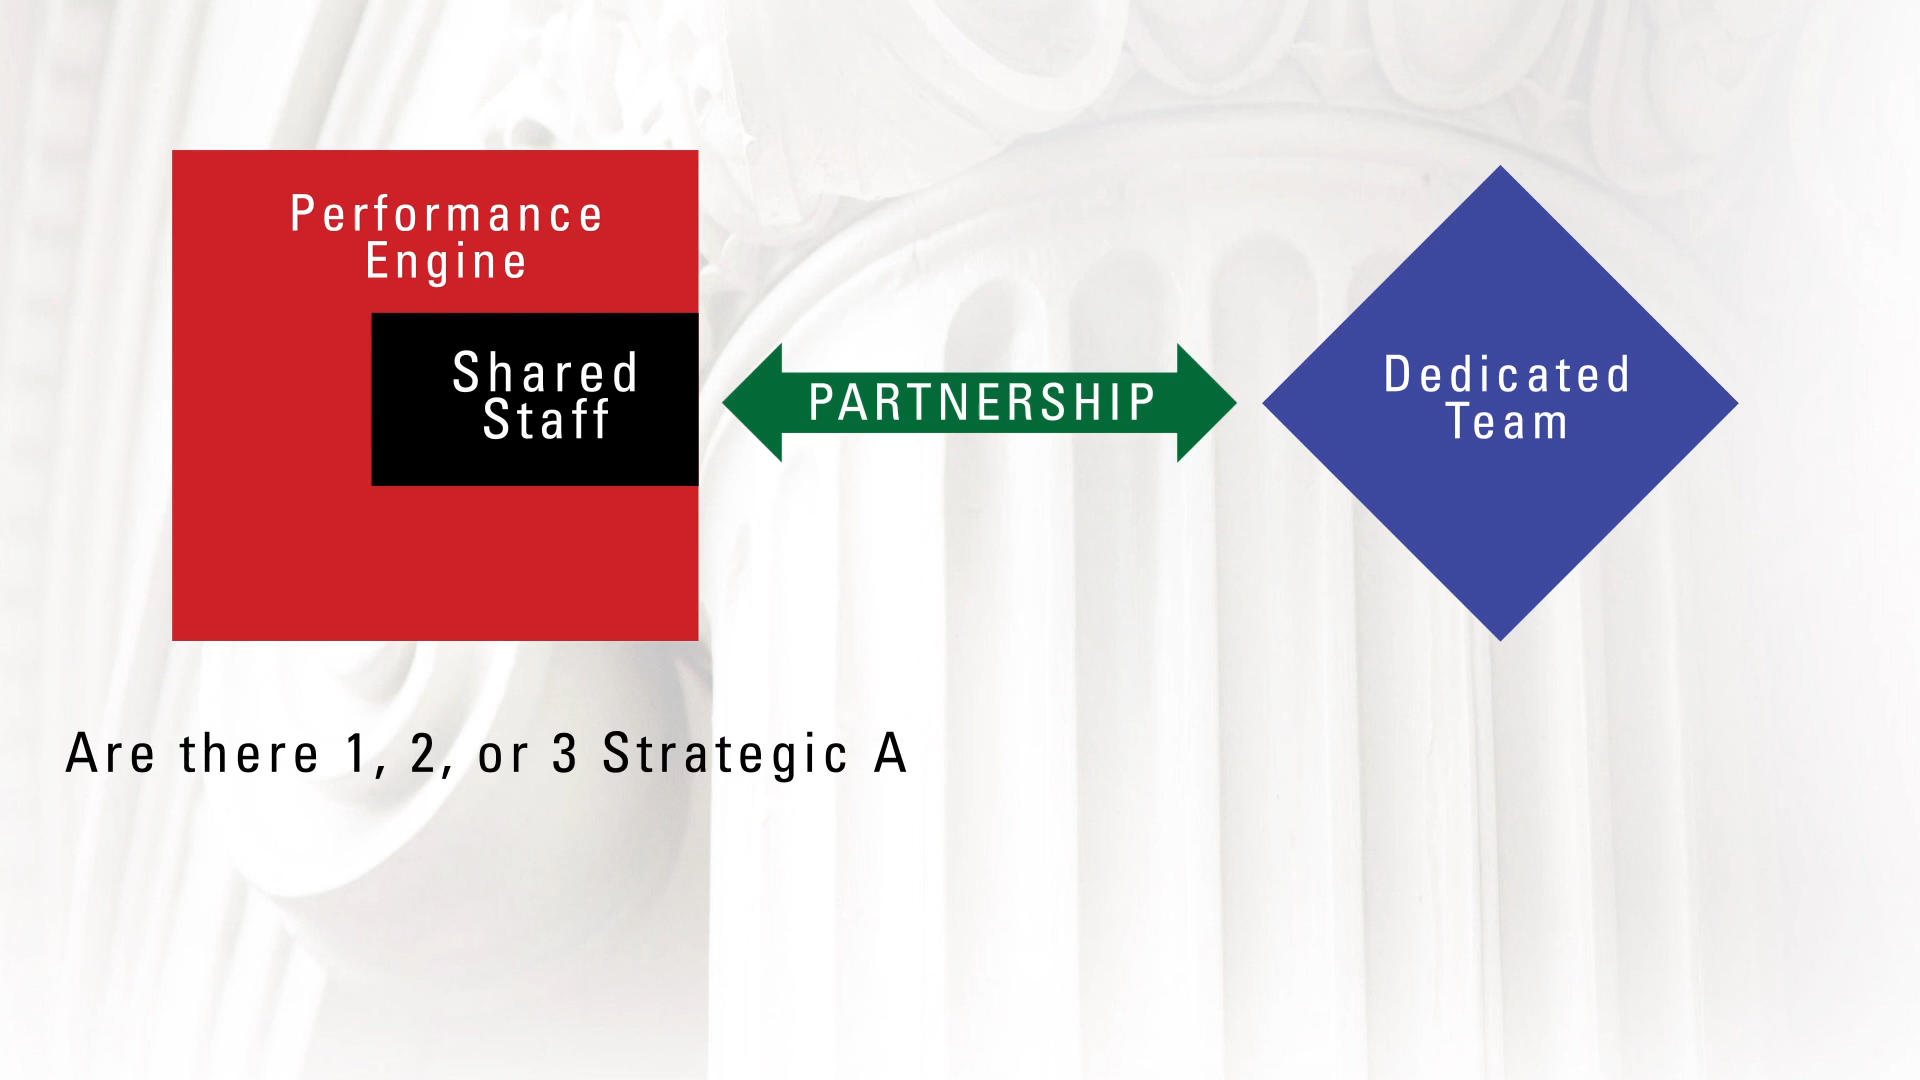 Performance
Engine
Shared
Staff
PARTNERSHIP
Dedicated
Team
Are there 1, 2, or 3 Strategic A